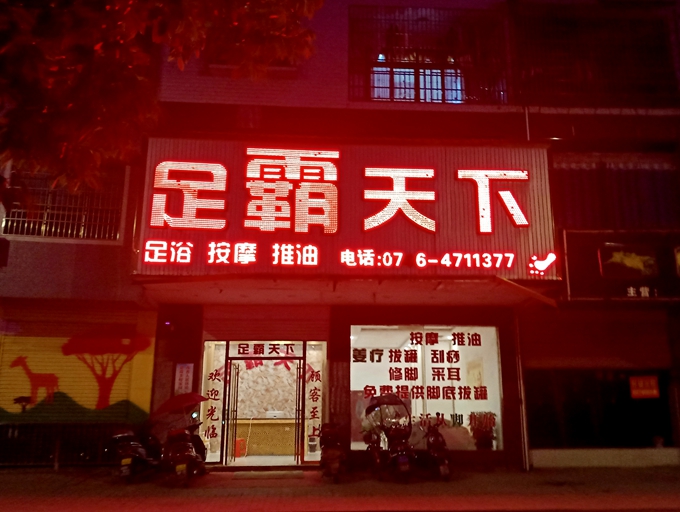 足霸天下
足浴 按摩 推油 电话:07 6-4711377
足霸天下
欢迎光临
顾客至上
按摩 推油
姜疗 拔罐 刮痧
修脚 采耳
免费提供脚底拔罐